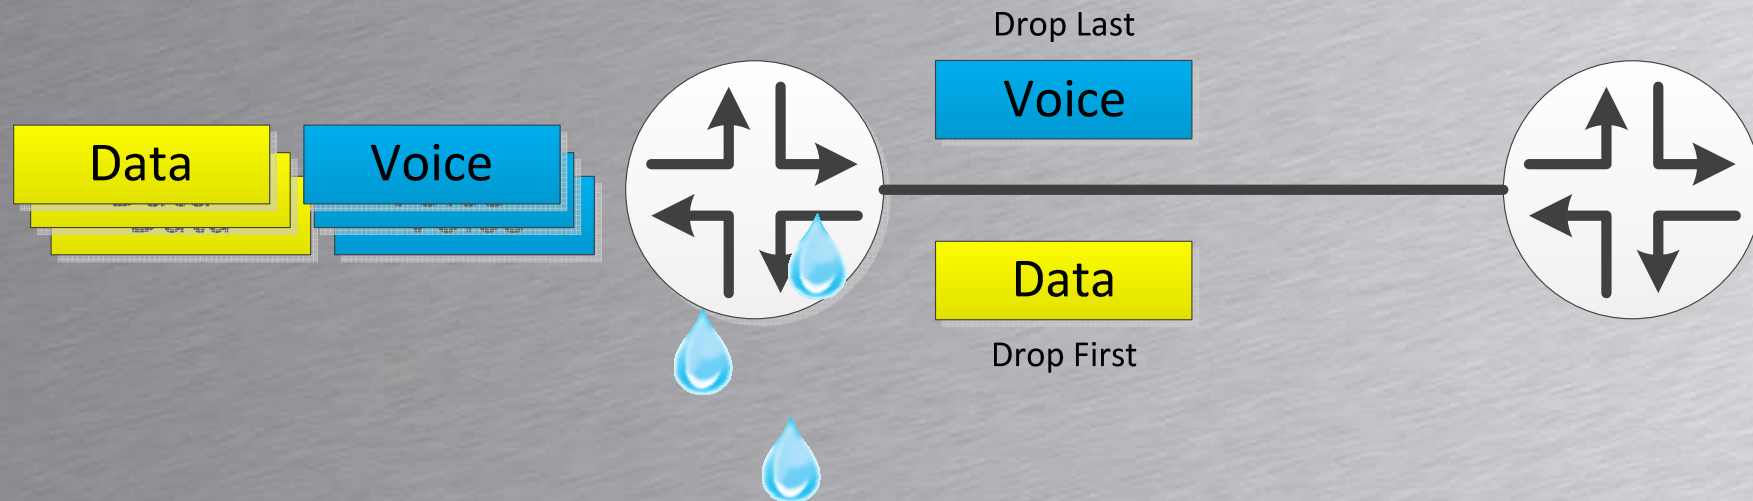 Drop Last
Voice
Data
Voice
Data
Drop First